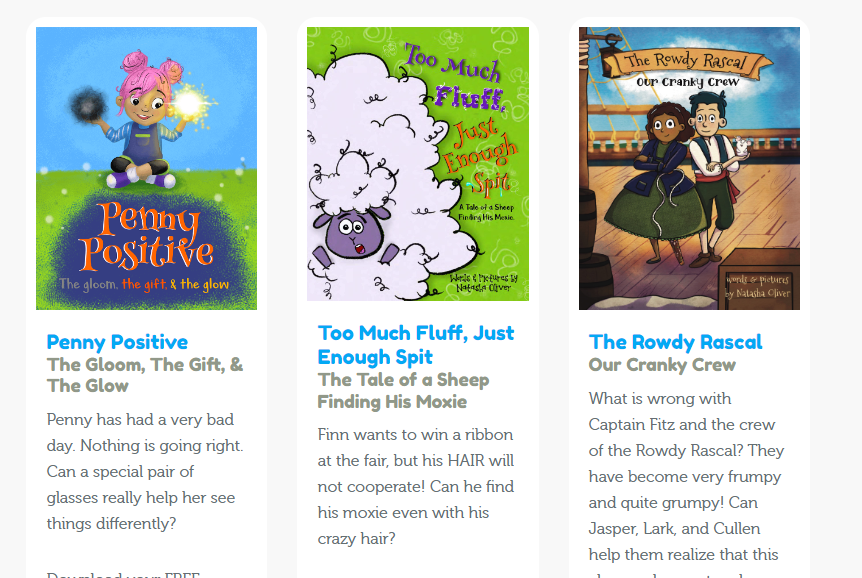 Penny
Positive
The gloom, the gift, & the glow
Penny Positive
The Gloom, The Gift, &
The Glow
Penny has had a very bad
day. Nothing is going right.
Can a special pair of
glasses really help her see
things differently?
Download your FREE
Too Much
Fluff,
Just
Enough
Spit
A Tale of a Sheep
Finding His Moxie.
Words & Pictures by
Natasha Oliver
Too Much Fluff, Just
Enough Spit
The Tale of a Sheep
Finding His Moxie
Finn wants to win a ribbon
at the fair, but his HAIR will
not cooperate! Can he find
his moxie even with his
crazy hair?
The Rowdy Rascal
Our Cranky Crew
words & pictures
by Natasha Oliver
The Rowdy Rascal
Our Cranky Crew
What is wrong with
Captain Fitz and the crew
of the Rowdy Rascal? They
have become very frumpy
and quite grumpy! Can
Jasper, Lark, and Cullen
help them realize that this